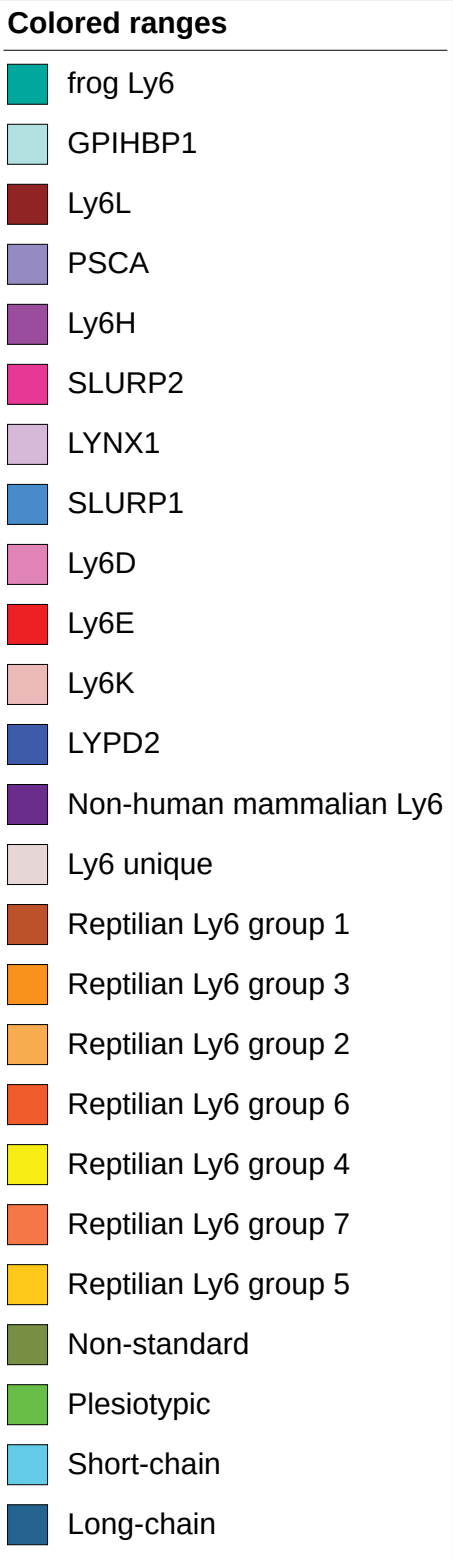 Colored ranges
frog Ly6
GPIHBP1
Ly6L
PSCA
Ly6H
SLURP2
LYNX1
SLURP1
Ly6D
Ly6E
Ly6K
LYPD2
Non-human mammalian Ly6
Ly6 unique
Reptilian Ly6 group 1
Reptilian Ly6 group 3
Reptilian Ly6 group 2
Reptilian Ly6 group 6
Reptilian Ly6 group 4
Reptilian Ly6 group 7
Reptilian Ly6 group 5
Non-standard
Plesiotypic
Short-chain
Long-chain